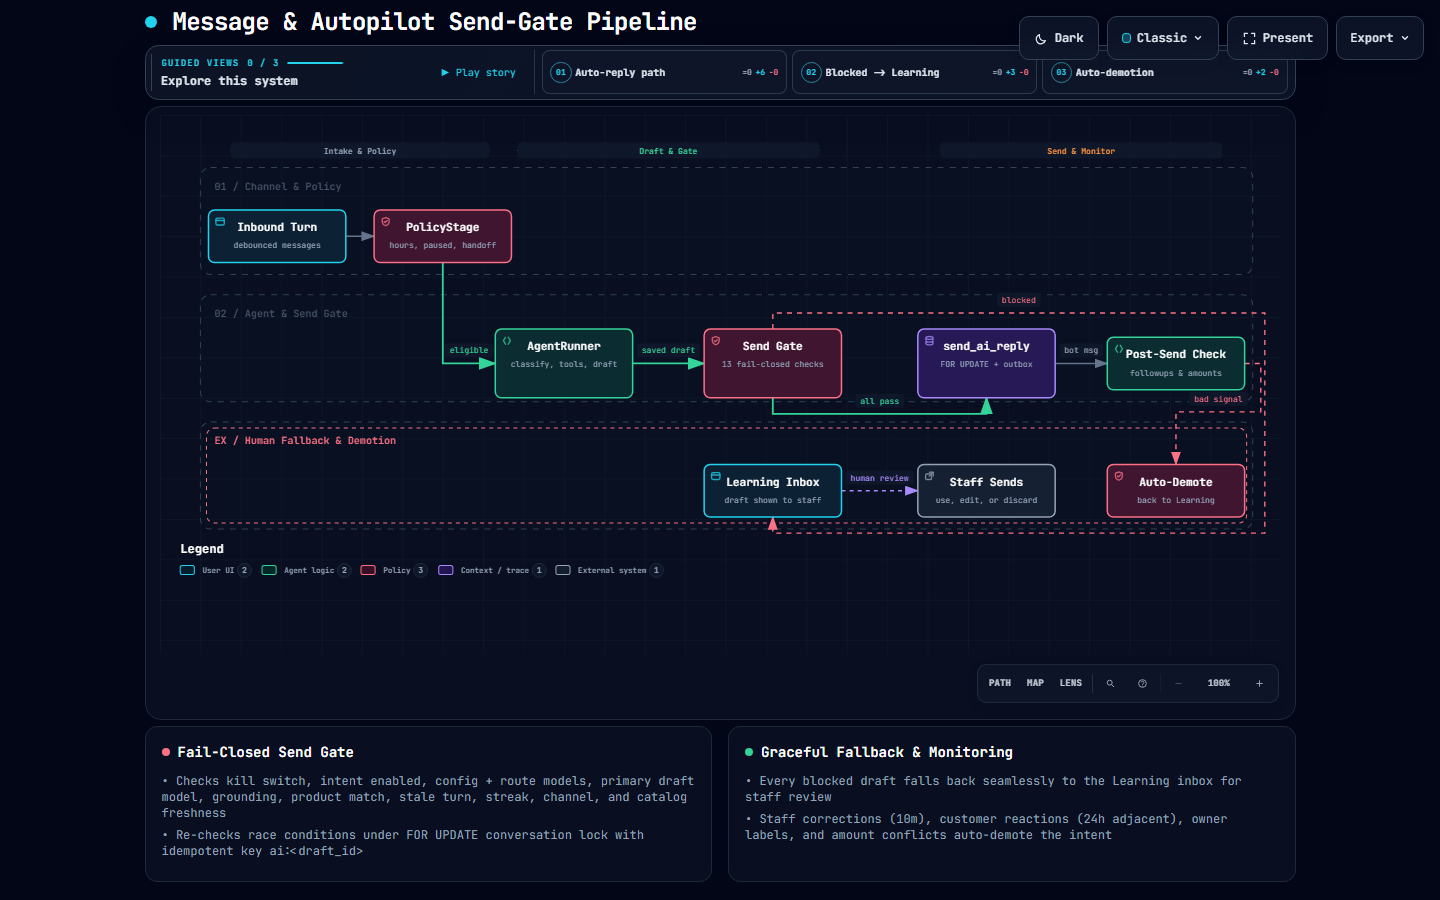 Message & Autopilot Send-Gate Pipeline
Dark
Classic
Present
Export
GUIDED VIEWS 0 / 3
Explore this system
Play story
01 Auto-reply path =0 +6 -0
02 Blocked → Learning =0 +3 -0
03 Auto-demotion =0 +2 -0
Intake & Policy
Draft & Gate
Send & Monitor
01 / Channel & Policy
Inbound Turn
debounced messages
PolicyStage
hours, paused, handoff
blocked
02 / Agent & Send Gate
eligible
AgentRunner
classify, tools, draft
saved draft
Send Gate
13 fail-closed checks
send_ai_reply
FOR UPDATE + outbox
bot msg
Post-Send Check
followups & amounts
all pass
bad signal
EX / Human Fallback & Demotion
Learning Inbox
draft shown to staff
human review
Staff Sends
use, edit, or discard
Auto-Demote
back to Learning
Legend
User UI 2
Agent logic 2
Policy 3
Context / trace 1
External system 1
PATH MAP LENS 100%
Fail-Closed Send Gate
• Checks kill switch, intent enabled, config + route models, primary draft
model, grounding, product match, stale turn, streak, channel, and catalog
freshness
• Re-checks race conditions under FOR UPDATE conversation lock with
idempotent key ai:<draft_id>
Graceful Fallback & Monitoring
• Every blocked draft falls back seamlessly to the Learning inbox for
staff review
• Staff corrections (10m), customer reactions (24h adjacent), owner
labels, and amount conflicts auto-demote the intent